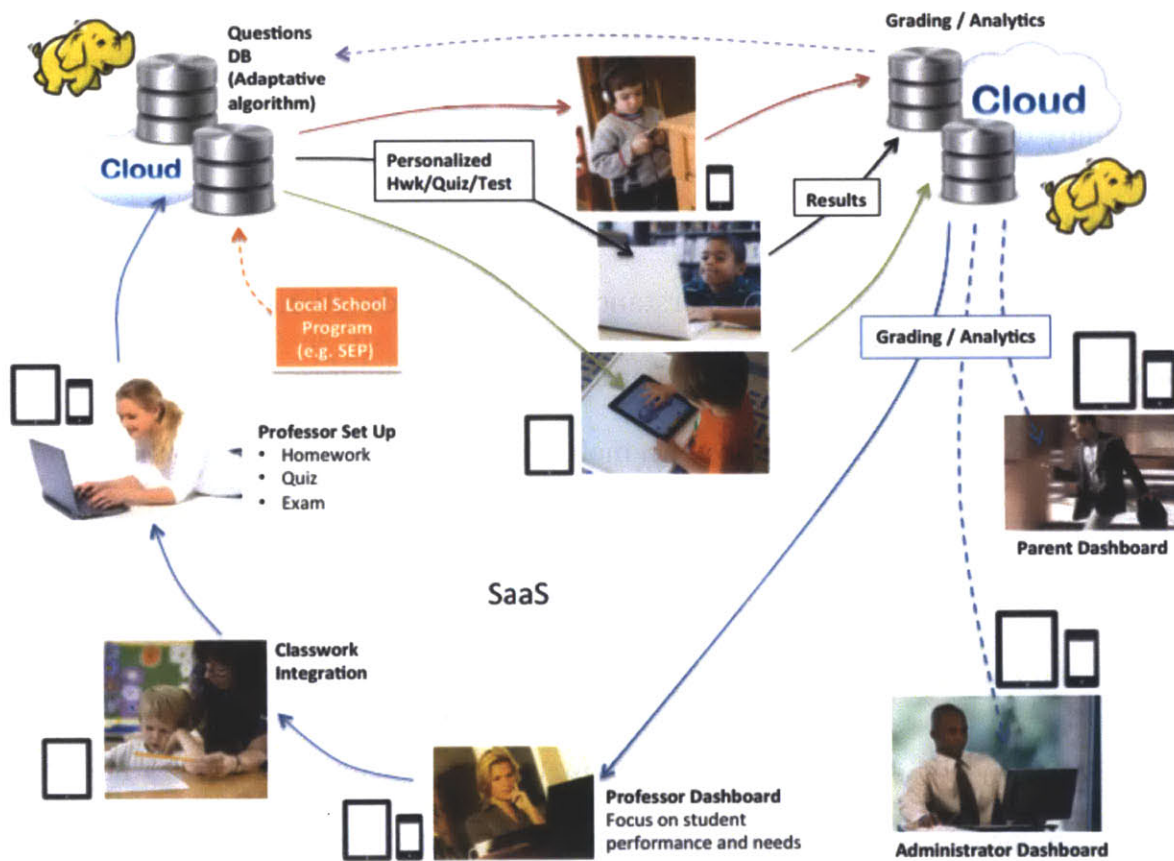 Questions
DB
(Adaptative
algorithm)
Cloud
Grading / Analytics
Cloud
Personalized
Hwk/Quiz/Test
Results
Local School
Program
(e.g. SEP)
Grading / Analytics
Professor Set Up
• Homework
• Quiz
• Exam
Parent Dashboard
SaaS
Classwork
Integration
Professor Dashboard
Focus on student
performance and needs
Administrator Dashboard